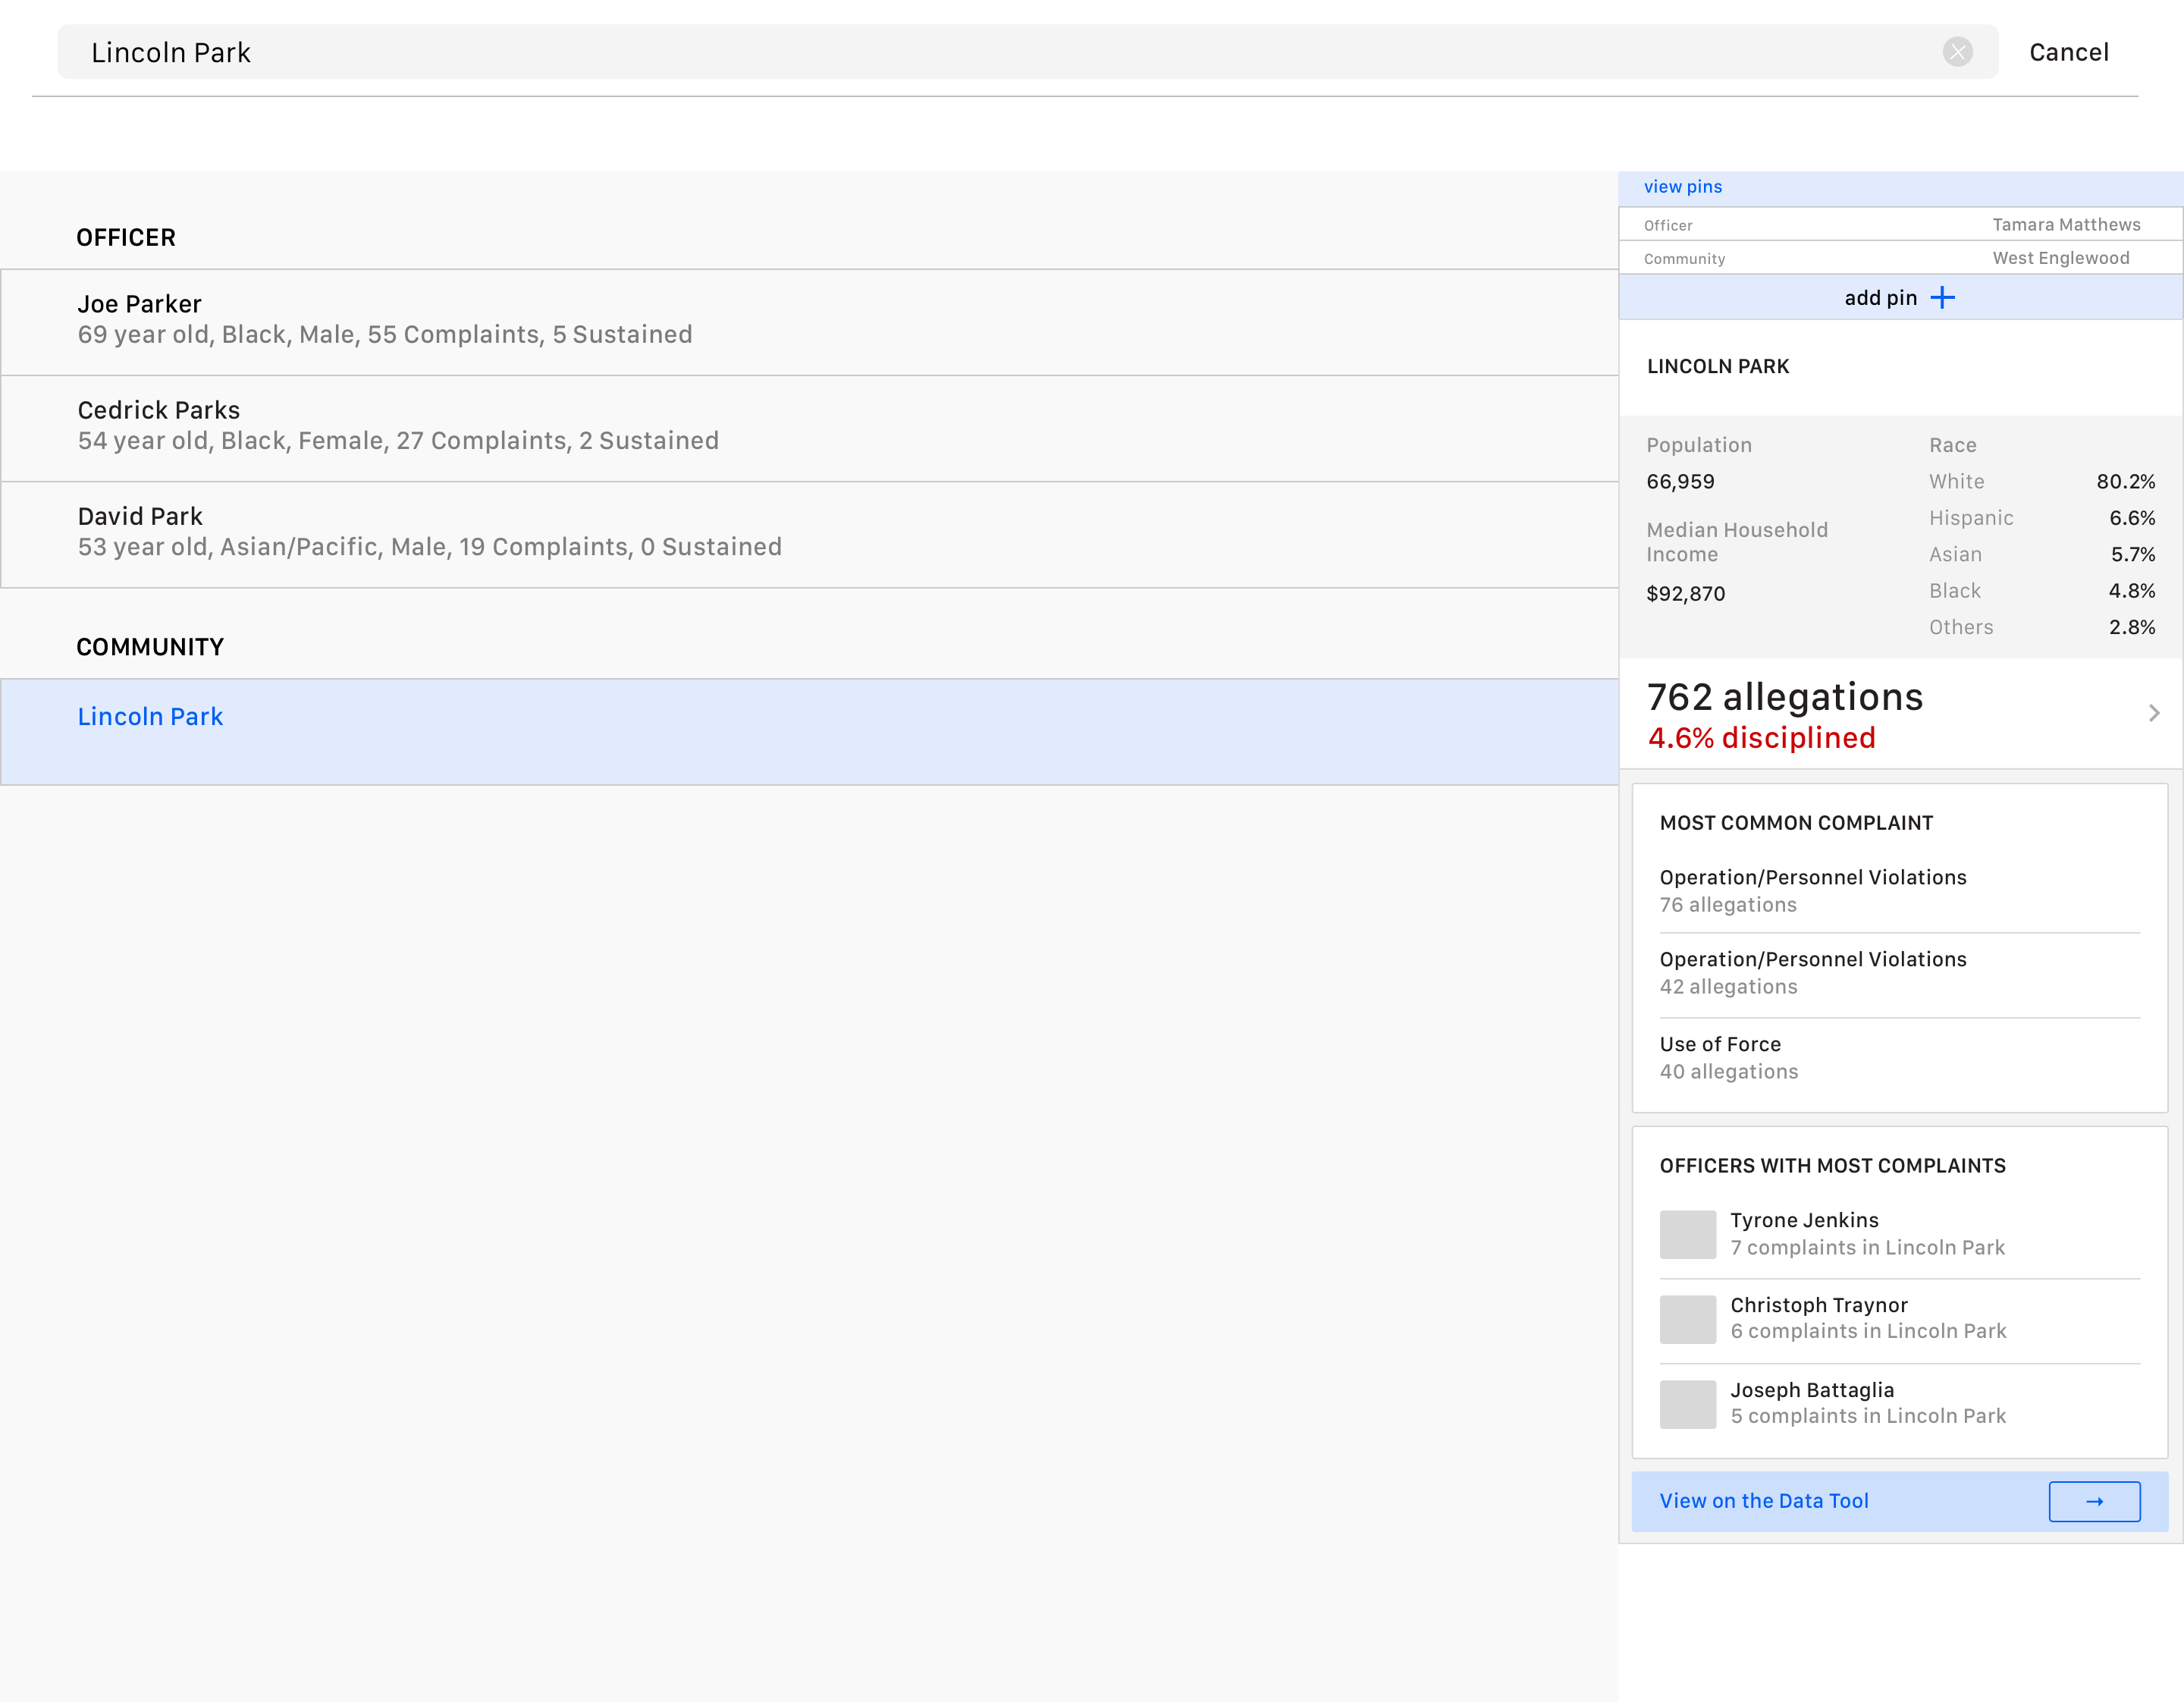 Lincoln Park
Cancel
OFFICER
Joe Parker
69 year old, Black, Male, 55 Complaints, 5 Sustained
Cedrick Parks
54 year old, Black, Female, 27 Complaints, 2 Sustained
David Park
53 year old, Asian/Pacific, Male, 19 Complaints, 0 Sustained
COMMUNITY
Lincoln Park
view pins
Officer Tamara Matthews
Community West Englewood
add pin
LINCOLN PARK
Population
66,959
Median Household
Income
$92,870
Race
White 80.2%
Hispanic 6.6%
Asian 5.7%
Black 4.8%
Others 2.8%
762 allegations
4.6% disciplined
MOST COMMON COMPLAINT
Operation/Personnel Violations
76 allegations
Operation/Personnel Violations
42 allegations
Use of Force
40 allegations
OFFICERS WITH MOST COMPLAINTS
Tyrone Jenkins
7 complaints in Lincoln Park
Christoph Traynor
6 complaints in Lincoln Park
Joseph Battaglia
5 complaints in Lincoln Park
View on the Data Tool →